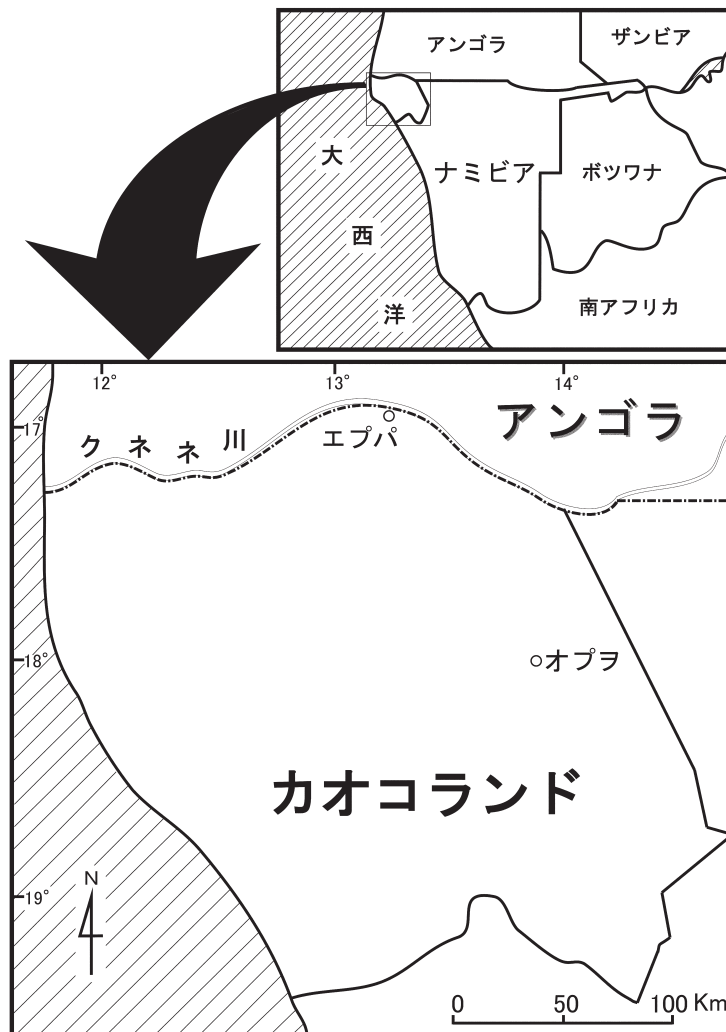 アンゴラ
ザンビア
大西洋
ナミビア
ボツワナ
南アフリカ
12°
13°
14°
17°
クネネ川
エプパ
アンゴラ
18°
オプヲ
カオコランド
N
19°
0 50 100 Km